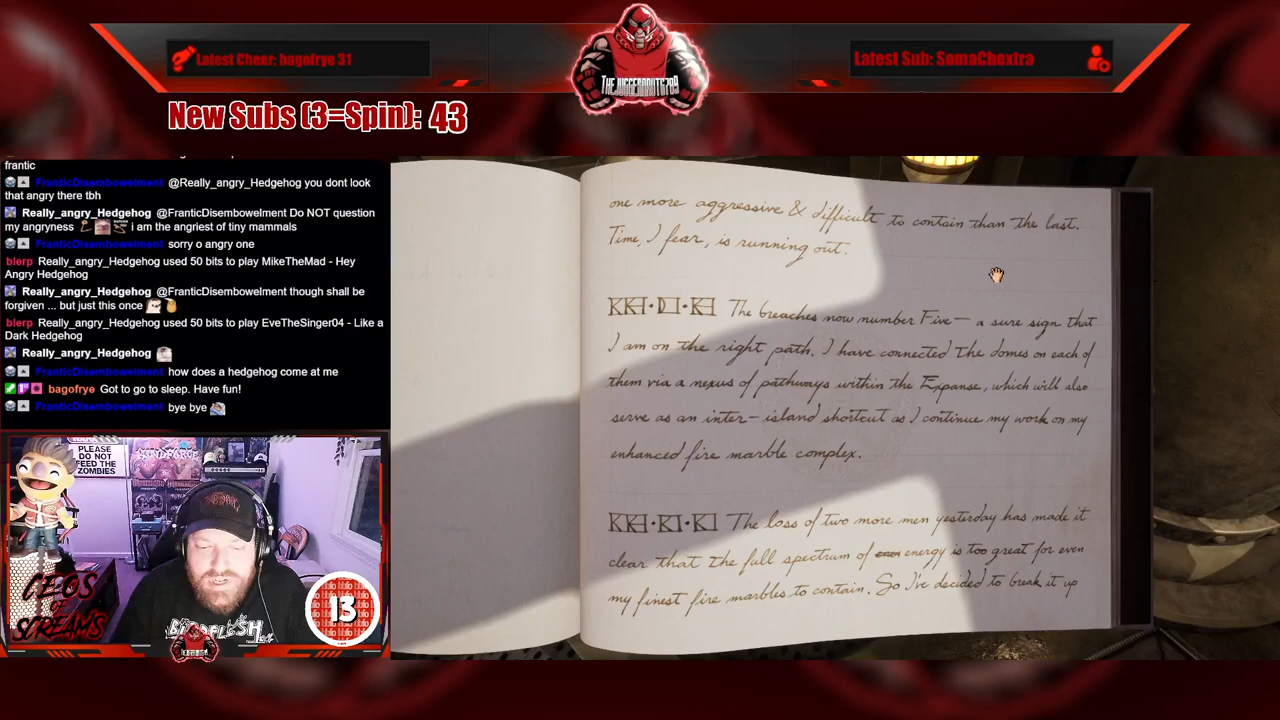 Latest Cheer: bagofrye 31
THEJUGGERNAUT6789
Latest Sub: SomaChextra
New Subs (3=Spin): 43
frantic
FranticDisembowelment @Really_angry_Hedgehog you dont look
that angry there tbh
Really_angry_Hedgehog @FranticDisembowelment Do NOT question
my angryness i am the angriest of tiny mammals
FranticDisembowelment sorry o angry one
blerp Really_angry_Hedgehog used 50 bits to play MikeTheMad - Hey
Angry Hedgehog
Really_angry_Hedgehog @FranticDisembowelment though shall be
forgiven ... but just this once
blerp Really_angry_Hedgehog used 50 bits to play EveTheSinger04 - Like a
Dark Hedgehog
Really_angry_Hedgehog
FranticDisembowelment how does a hedgehog come at me
bagofrye Got to go to sleep. Have fun!
FranticDisembowelment bye bye
PLEASE
DO NOT
FEED THE
ZOMBIES
CEOS
OF
SCREAMS
13
one more aggressive & difficult to contain than the last.
Time, I fear, is running out.
The breaches now number Five— a sure sign that
I am on the right path. I have connected the domes on each of
them via a nexus of pathways within the Expanse, which will also
serve as an inter-island shortcut as I continue my work on my
enhanced fire marble complex.
The loss of two more men yesterday has made it
clear that the full spectrum of energy is too great for even
my finest fire marbles to contain. So I've decided to break it up